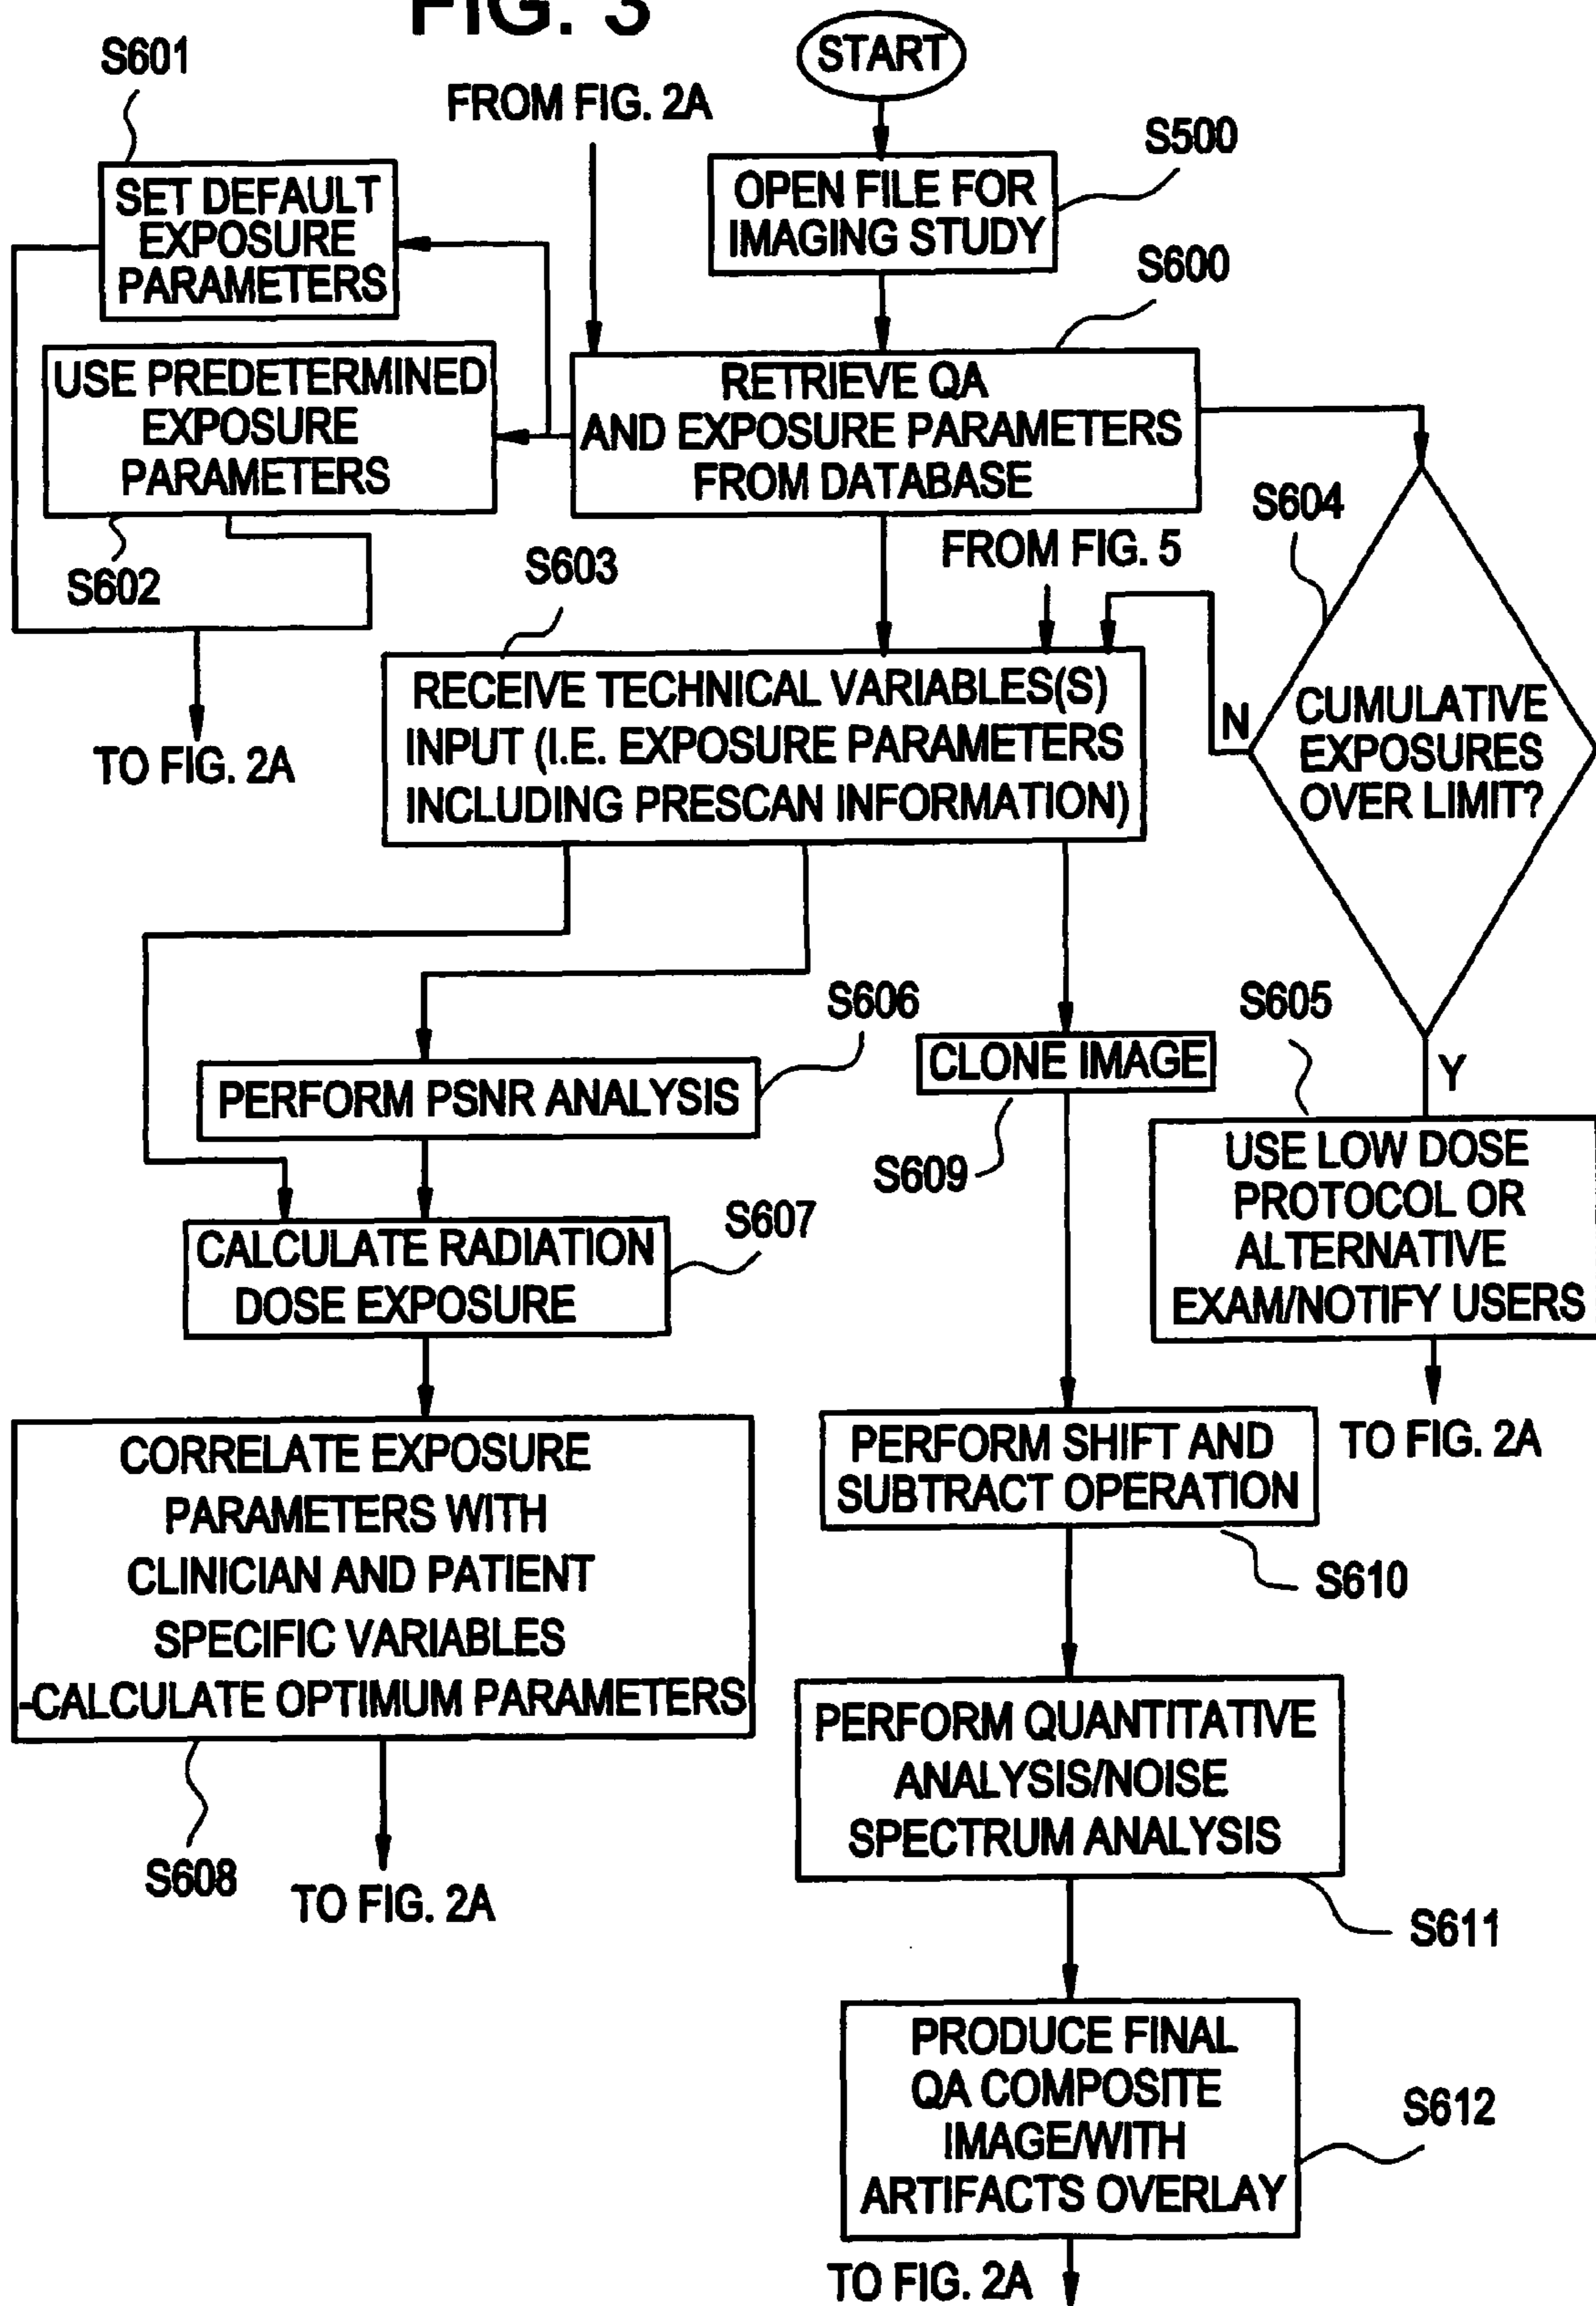 FIG. 3
START
S601
FROM FIG. 2A
S500
SET DEFAULT
EXPOSURE
PARAMETERS
OPEN FILE FOR
IMAGING STUDY
S600
USE PREDETERMINED
EXPOSURE
PARAMETERS
RETRIEVE QA
AND EXPOSURE PARAMETERS
FROM DATABASE
S604
S602
S603
FROM FIG. 5
TO FIG. 2A
RECEIVE TECHNICAL VARIABLES(S)
INPUT (I.E. EXPOSURE PARAMETERS
INCLUDING PRESCAN INFORMATION)
N
CUMULATIVE
EXPOSURES
OVER LIMIT?
S606
S605
PERFORM PSNR ANALYSIS
CLONE IMAGE
Y
S609
USE LOW DOSE
PROTOCOL OR
ALTERNATIVE
EXAM/NOTIFY USERS
S607
CALCULATE RADIATION
DOSE EXPOSURE
TO FIG. 2A
CORRELATE EXPOSURE
PARAMETERS WITH
CLINICIAN AND PATIENT
SPECIFIC VARIABLES
-CALCULATE OPTIMUM PARAMETERS
PERFORM SHIFT AND
SUBTRACT OPERATION
S610
PERFORM QUANTITATIVE
ANALYSIS/NOISE
SPECTRUM ANALYSIS
S608
TO FIG. 2A
S611
PRODUCE FINAL
QA COMPOSITE
IMAGE/WITH
ARTIFACTS OVERLAY
S612
TO FIG. 2A